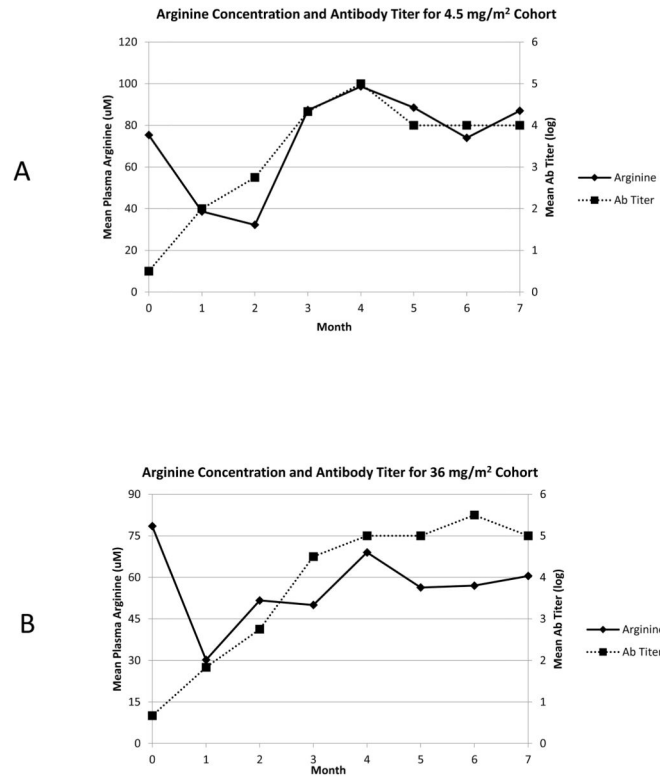 Arginine Concentration and Antibody Titer for 4.5 mg/m² Cohort
120
100
80
60
40
20
0
Mean Plasma Arginine (uM)
6
5
4
3
2
1
0
Mean Ab Titer (log)
0 1 2 3 4 5 6 7
Month
A
Arginine
Ab Titer
Arginine Concentration and Antibody Titer for 36 mg/m² Cohort
90
75
60
45
30
15
0
Mean Plasma Arginine (uM)
6
5
4
3
2
1
0
Mean Ab Titer (log)
0 1 2 3 4 5 6 7
Month
B
Arginine
Ab Titer